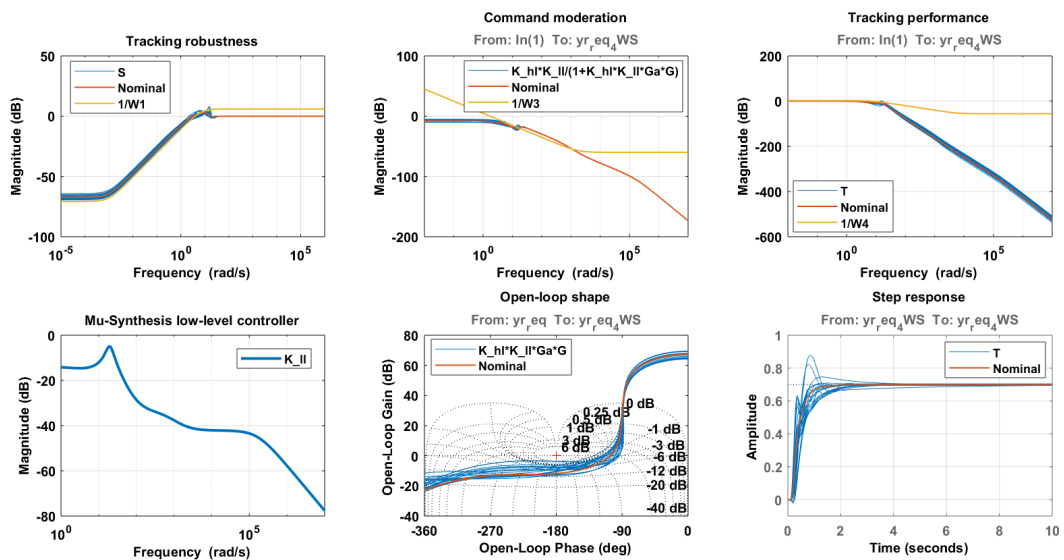 Tracking robustness
Magnitude (dB)
50
0
-50
-100
S
Nominal
1/W1
10^-5
10^0
10^5
Frequency (rad/s)
Command moderation
From: In(1) To: yr_req_4WS
Magnitude (dB)
100
0
-100
-200
K_hl*K_ll/(1+K_hl*K_ll*Ga*G)
Nominal
1/W3
10^0
10^5
Frequency (rad/s)
Tracking performance
From: In(1) To: yr_req_4WS
Magnitude (dB)
200
0
-200
-400
-600
T
Nominal
1/W4
10^0
10^5
Frequency (rad/s)
Mu-Synthesis low-level controller
Magnitude (dB)
0
-20
-40
-60
-80
K_ll
10^0
10^5
Frequency (rad/s)
Open-loop shape
From: yr_req To: yr_req_4WS
Open-Loop Gain (dB)
80
60
40
20
0
-20
-40
K_hl*K_ll*Ga*G
Nominal
0 dB
0.25 dB
0.5 dB
1 dB
3 dB
6 dB
-1 dB
-3 dB
-6 dB
-12 dB
-20 dB
-40 dB
-360
-270
-180
-90
0
Open-Loop Phase (deg)
Step response
From: yr_req_4WS To: yr_req_4WS
Amplitude
1
0.8
0.6
0.4
0.2
0
T
Nominal
0
2
4
6
8
10
Time (seconds)